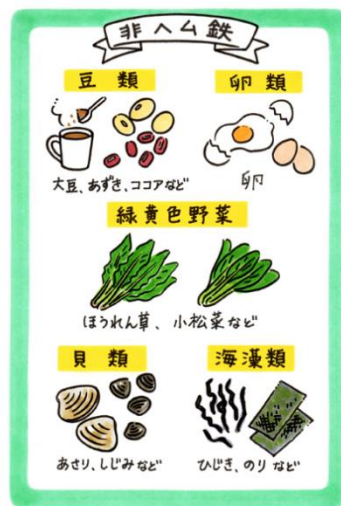 非ヘム鉄
豆類
卵類
大豆、あずき、ココアなど
卵
緑黄色野菜
ほうれん草、小松菜など
貝類
海藻類
あさり、しじみなど
ひじき、のりなど